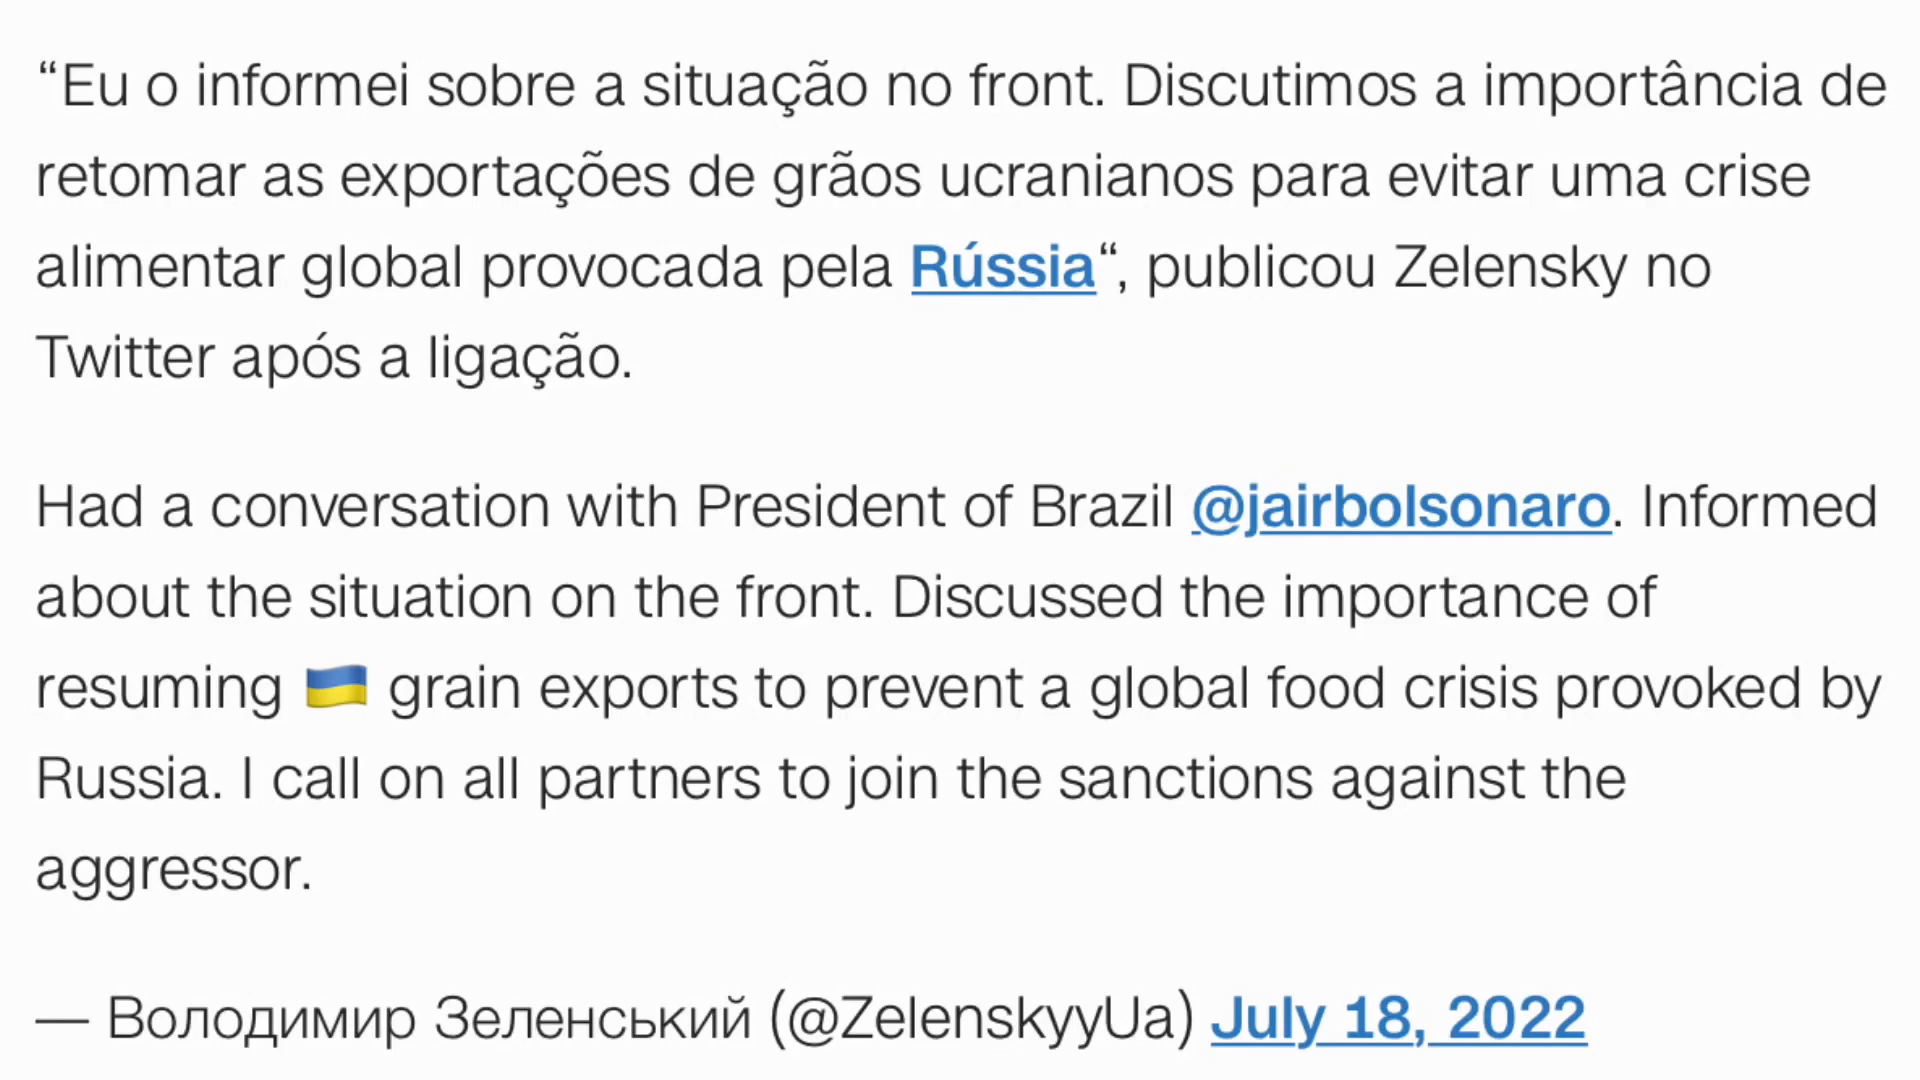 “Eu o informei sobre a situação no front. Discutimos a importância de
retomar as exportações de grãos ucranianos para evitar uma crise
alimentar global provocada pela Rússia“, publicou Zelensky no
Twitter após a ligação.
Had a conversation with President of Brazil @jairbolsonaro. Informed
about the situation on the front. Discussed the importance of
resuming 🇺🇦 grain exports to prevent a global food crisis provoked by
Russia. I call on all partners to join the sanctions against the
aggressor.
— Володимир Зеленський (@ZelenskyyUa) July 18, 2022